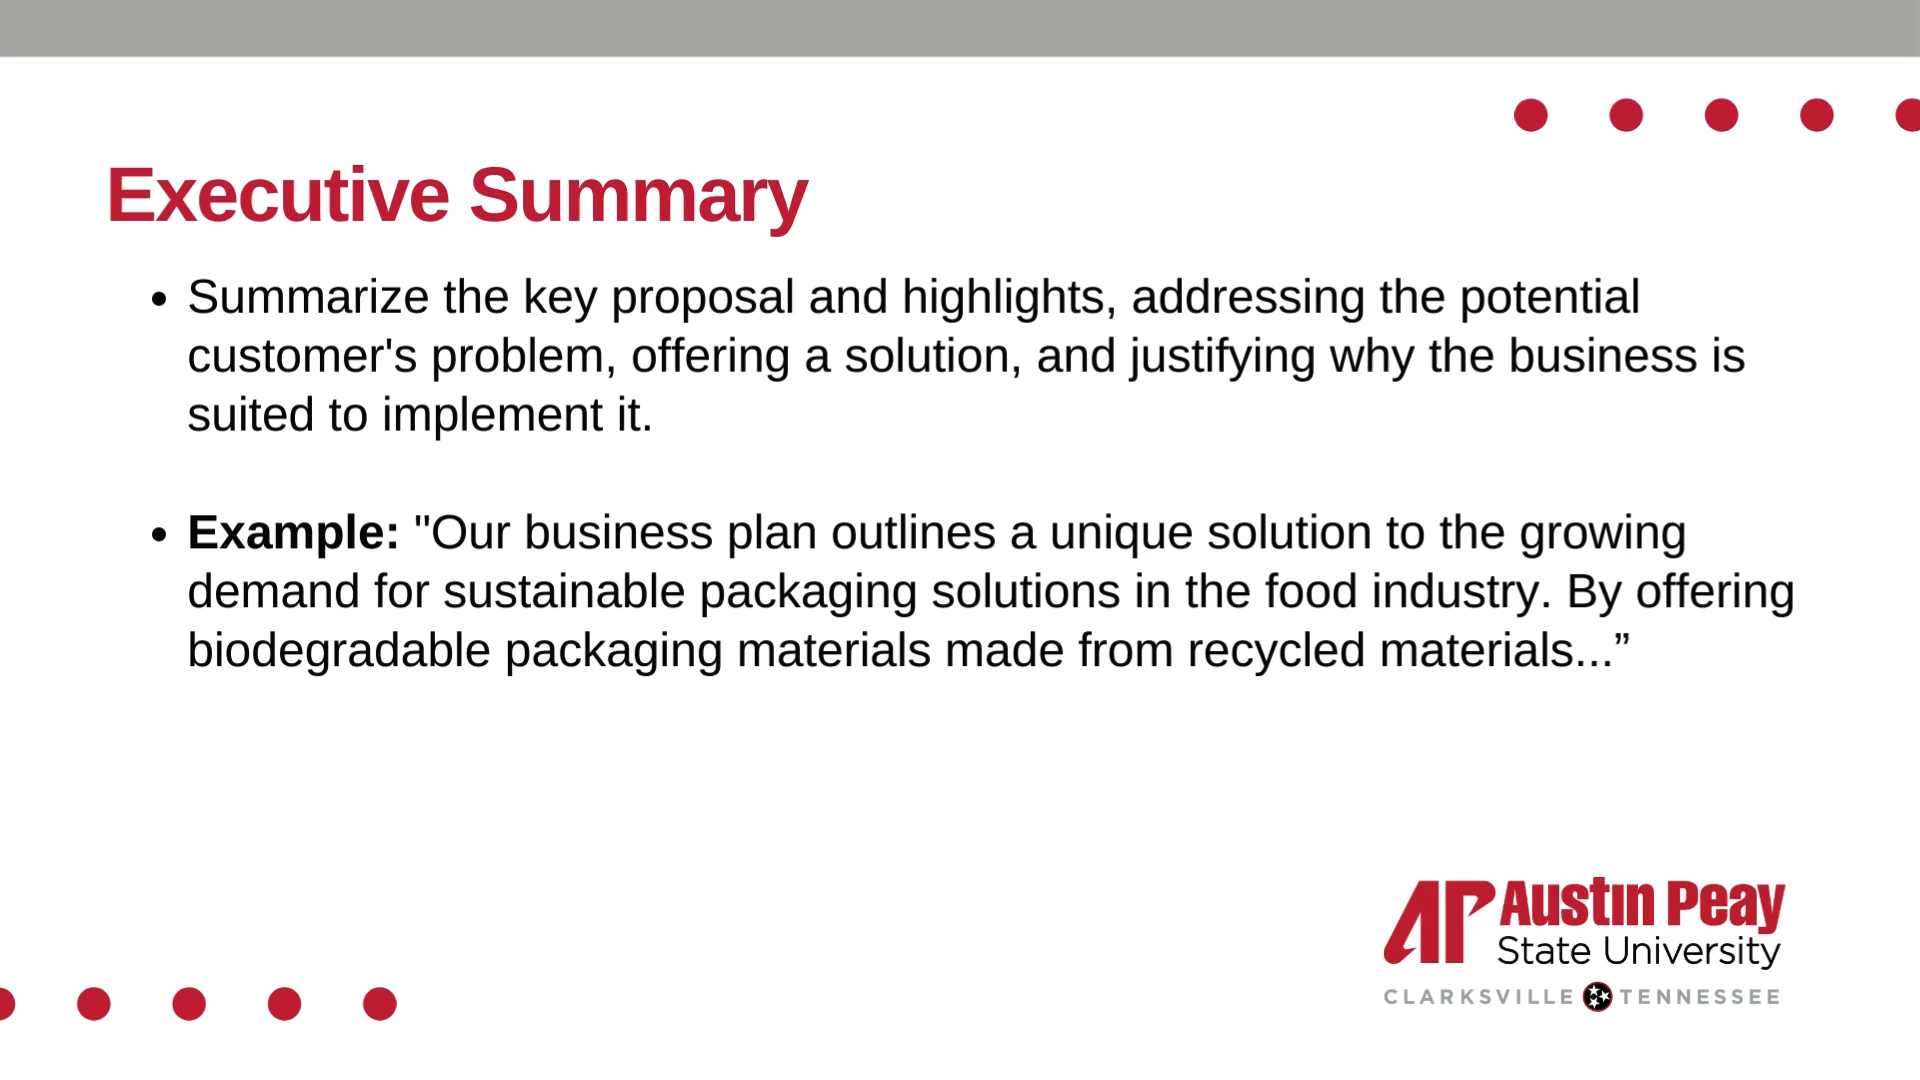 Executive Summary
• Summarize the key proposal and highlights, addressing the potential
customer's problem, offering a solution, and justifying why the business is
suited to implement it.
• Example: "Our business plan outlines a unique solution to the growing
demand for sustainable packaging solutions in the food industry. By offering
biodegradable packaging materials made from recycled materials...”
AP Austin Peay
State University
CLARKSVILLE TENNESSEE